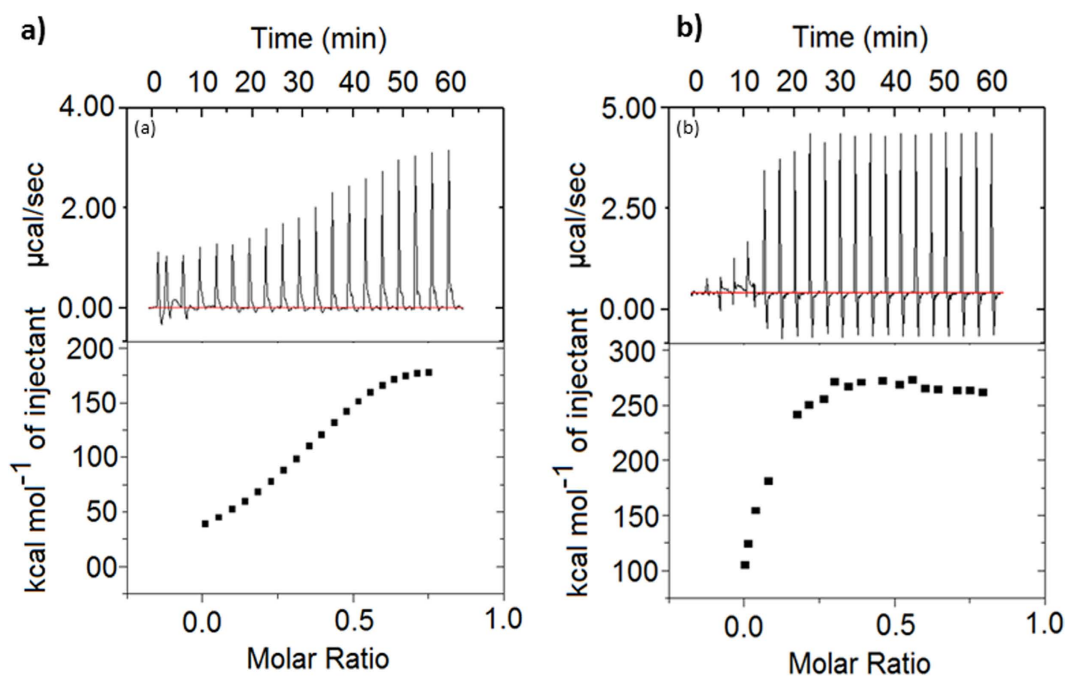 a)
Time (min)
0 10 20 30 40 50 60
4.00
(a)
2.00
0.00
µcal/sec
200
150
100
50
00
kcal mol⁻¹ of injectant
0.0 0.5 1.0
Molar Ratio
b)
Time (min)
0 10 20 30 40 50 60
5.00
(b)
2.50
0.00
µcal/sec
300
250
200
150
100
kcal mol⁻¹ of injectant
0.0 0.5 1.0
Molar Ratio